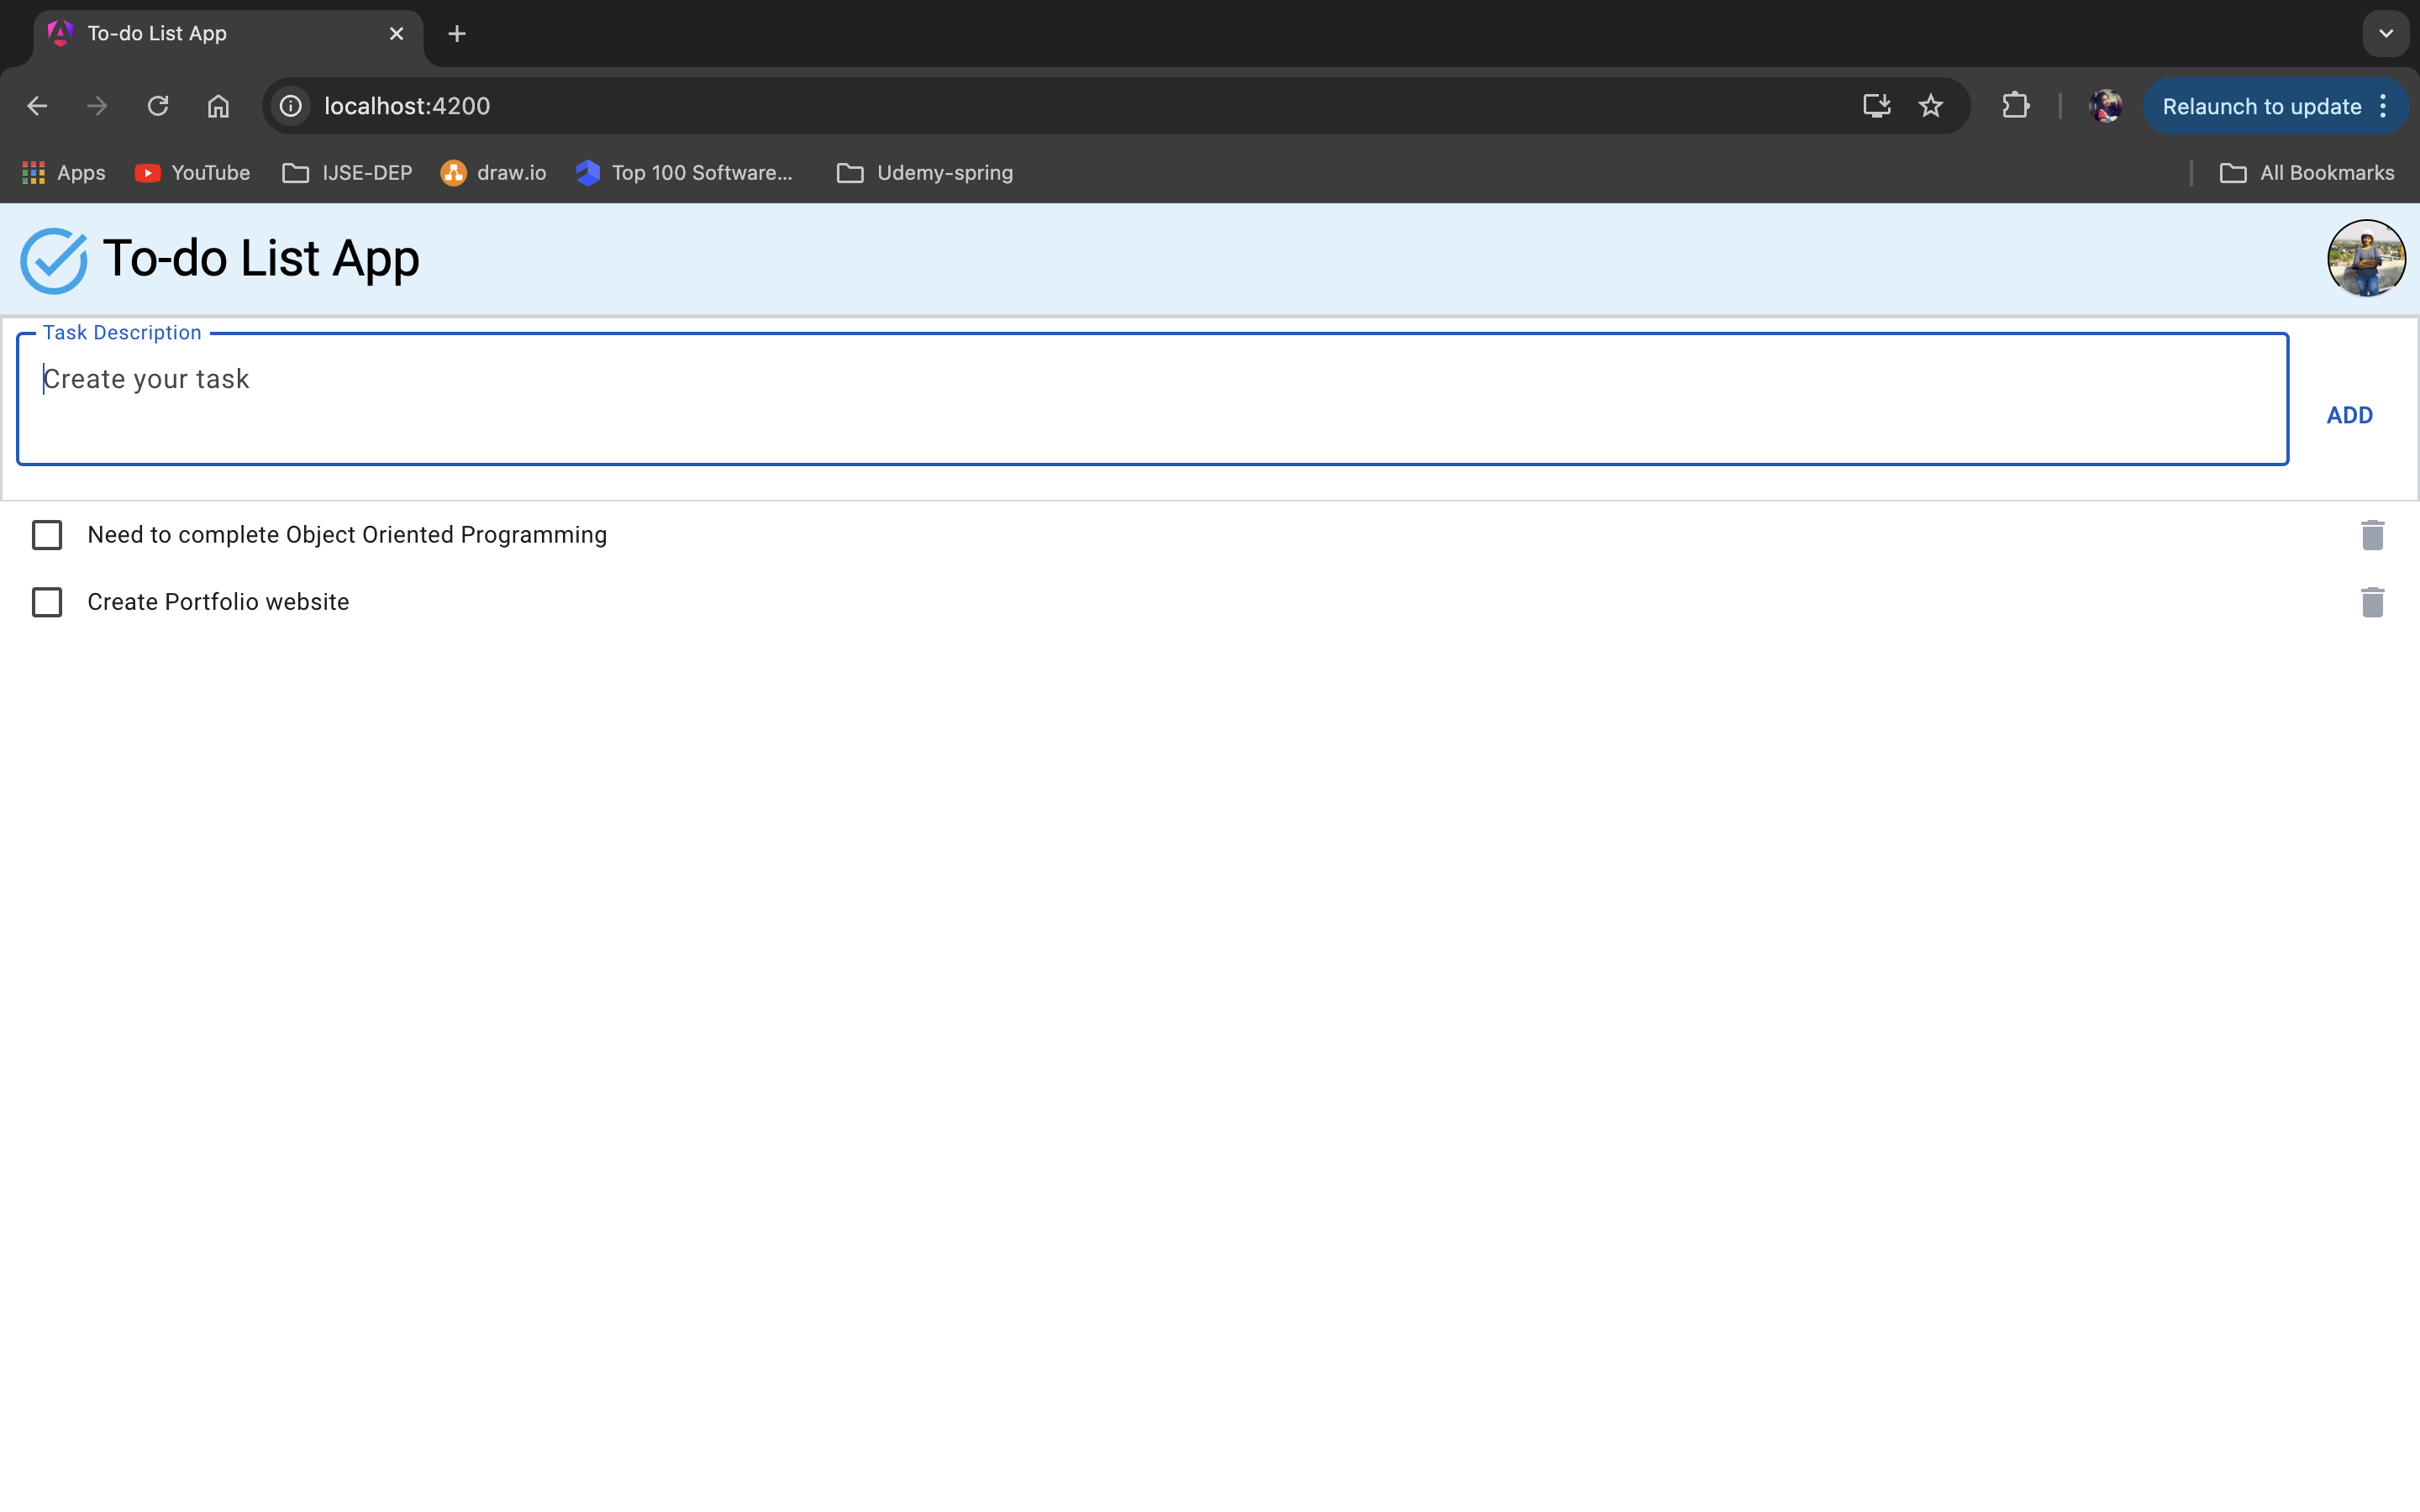 To-do List App
localhost:4200
Relaunch to update
Apps YouTube IJSE-DEP draw.io Top 100 Software... Udemy-spring All Bookmarks
To-do List App
Task Description
Create your task
ADD
Need to complete Object Oriented Programming
Create Portfolio website